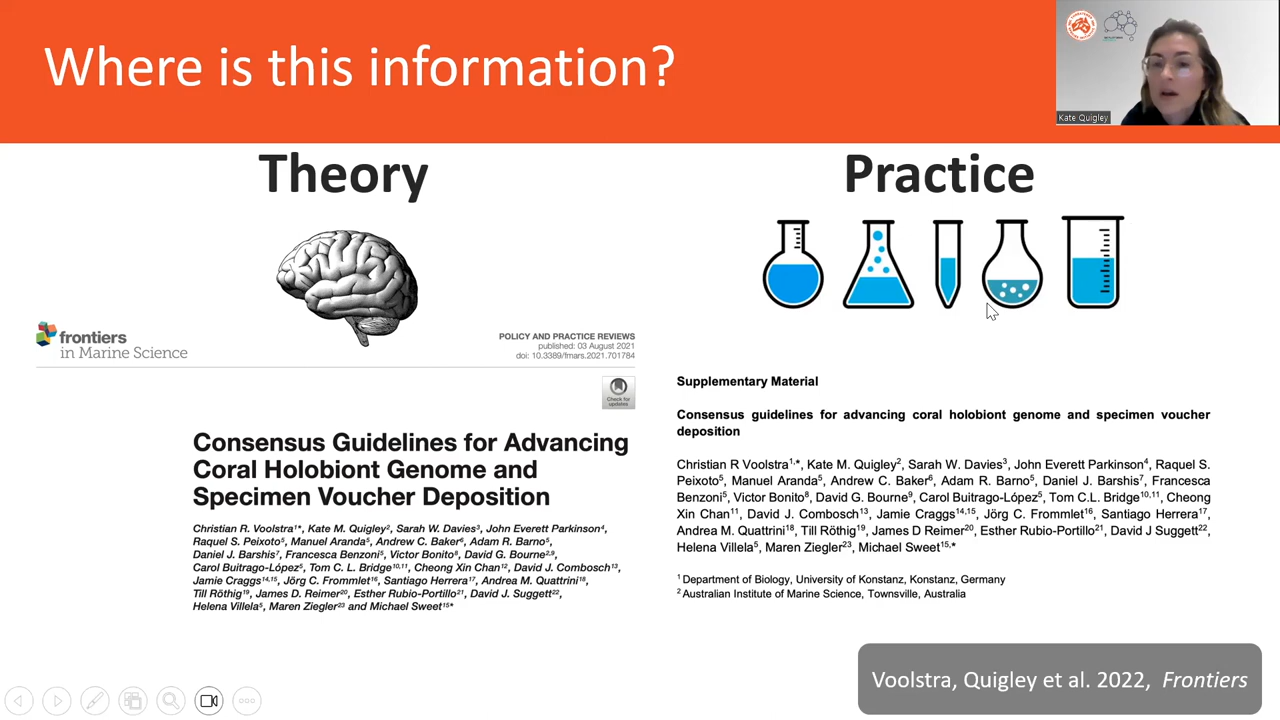 Where is this information?
Kate Quigley
Theory
Practice
frontiers
in Marine Science
POLICY AND PRACTICE REVIEWS
published: 03 August 2021
doi: 10.3389/fmars.2021.701784
Check for
updates
Consensus Guidelines for Advancing
Coral Holobiont Genome and
Specimen Voucher Deposition
Christian R. Voolstra¹*, Kate M. Quigley², Sarah W. Davies³, John Everett Parkinson⁴,
Raquel S. Peixoto⁵, Manuel Aranda⁵, Andrew C. Baker⁶, Adam R. Barno⁵,
Daniel J. Barshis⁷, Francesca Benzoni⁵, Victor Bonito⁸, David G. Bourne²,⁹,
Carol Buitrago-López⁵, Tom C. L. Bridge¹⁰,¹¹, Cheong Xin Chan¹², David J. Combosch¹³,
Jamie Craggs¹⁴,¹⁵, Jörg C. Frommlet¹⁶, Santiago Herrera¹⁷, Andrea M. Quattrini¹⁸,
Till Röthig¹⁹, James D. Reimer²⁰, Esther Rubio-Portillo²¹, David J. Suggett²²,
Helena Villela⁵, Maren Ziegler²³ and Michael Sweet¹⁵*
Supplementary Material
Consensus guidelines for advancing coral holobiont genome and specimen voucher
deposition
Christian R Voolstra¹,*, Kate M. Quigley², Sarah W. Davies³, John Everett Parkinson⁴, Raquel S.
Peixoto⁵, Manuel Aranda⁵, Andrew C. Baker⁶, Adam R. Barno⁵, Daniel J. Barshis⁷, Francesca
Benzoni⁵, Victor Bonito⁸, David G. Bourne⁹, Carol Buitrago-López⁵, Tom C.L. Bridge¹⁰,¹¹, Cheong
Xin Chan¹¹, David J. Combosch¹³, Jamie Craggs¹⁴,¹⁵, Jörg C. Frommlet¹⁶, Santiago Herrera¹⁷,
Andrea M. Quattrini¹⁸, Till Röthig¹⁹, James D Reimer²⁰, Esther Rubio-Portillo²¹, David J Suggett²²,
Helena Villela⁵, Maren Ziegler²³, Michael Sweet¹⁵,*
¹ Department of Biology, University of Konstanz, Konstanz, Germany
² Australian Institute of Marine Science, Townsville, Australia
Voolstra, Quigley et al. 2022, Frontiers